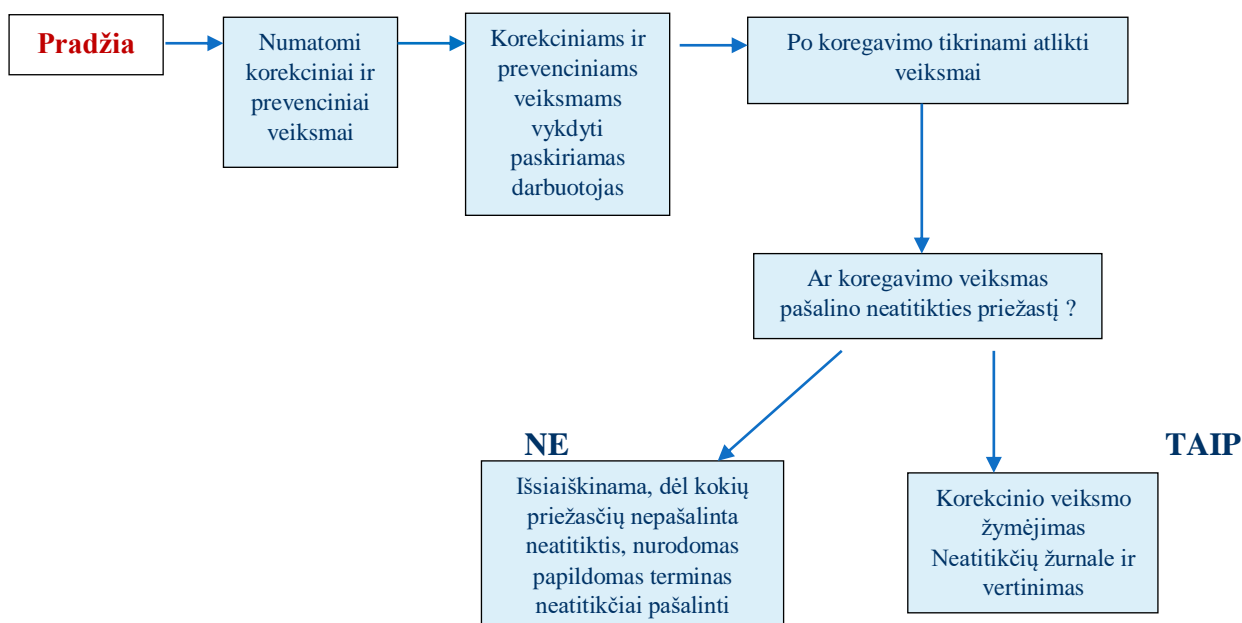 Pradžia
Numatomi
korekciniai ir
prevenciniai
veiksmai
Korekciniams ir
prevenciniams
veiksmams
vykdyti
paskiriamas
darbuotojas
Po koregavimo tikrinami atlikti
veiksmai
Ar koregavimo veiksmas
pašalino neatitikties priežastį ?
NE
TAIP
Išsiaiškinama, dėl kokių
priežasčių nepašalinta
neatitiktis, nurodomas
papildomas terminas
neatitikčiai pašalinti
Korekcinio veiksmo
žymėjimas
Neatitikčių žurnale ir
vertinimas